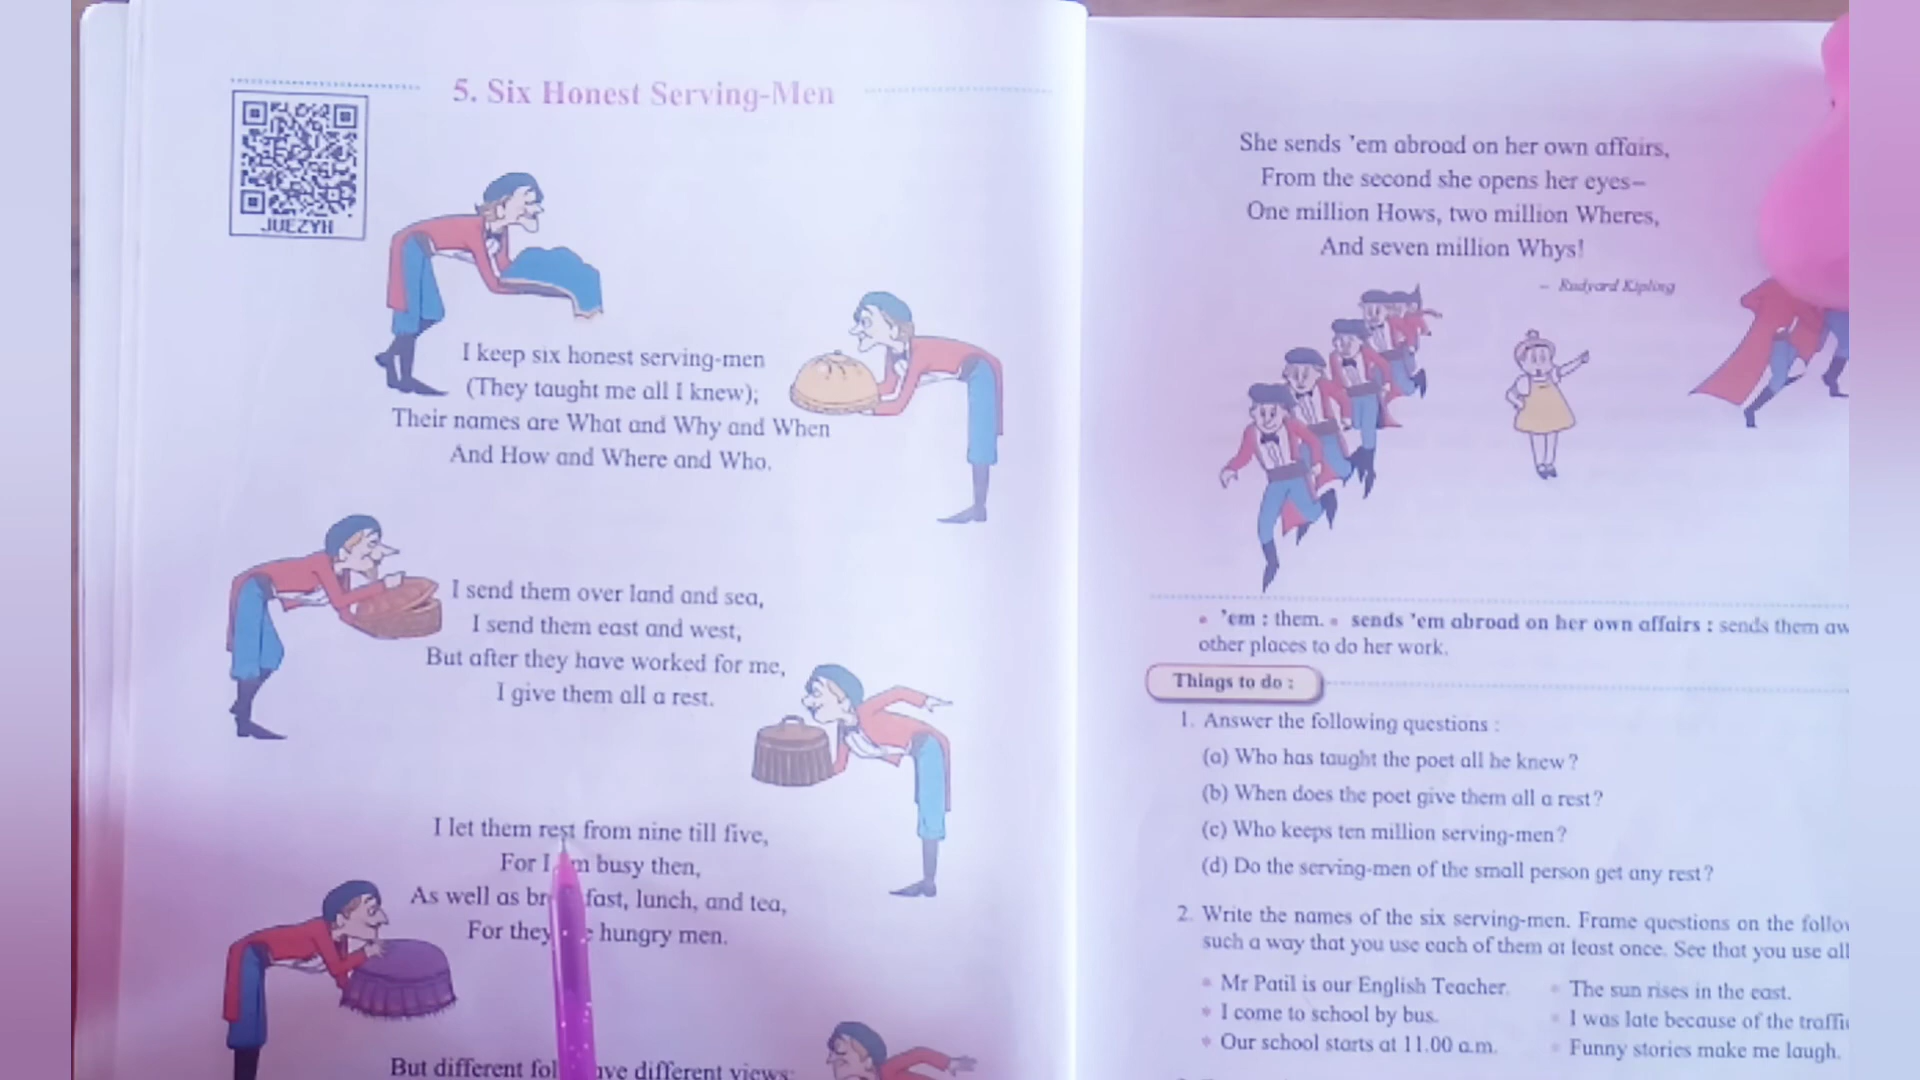 5. Six Honest Serving-Men
JUEZYH
I keep six honest serving-men
(They taught me all I knew);
Their names are What and Why and When
And How and Where and Who.
I send them over land and sea,
I send them east and west,
But after they have worked for me,
I give them all a rest.
I let them rest from nine till five,
For I busy then,
As well as lunch, and tea,
For they hungry men.
But different different views;
She sends 'em abroad on her own affairs,
From the second she opens her eyes–
One million Hows, two million Wheres,
And seven million Whys!
– Rudyard Kipling
• 'em : them. • sends 'em abroad on her own affairs : sends them
other places to do her work.
Things to do :
1. Answer the following questions :
(a) Who has taught the poet all he knew?
(b) When does the poet give them all a rest?
(c) Who keeps ten million serving-men?
(d) Do the serving-men of the small person get any rest?
2. Write the names of the six serving-men. Frame questions on the
such a way that you use each of them at least once. See that you use all
• Mr Patil is our English Teacher. • The sun rises in the east.
• I come to school by bus. • I was late because of the
• Our school starts at 11.00 a.m. • Funny stories make me laugh.